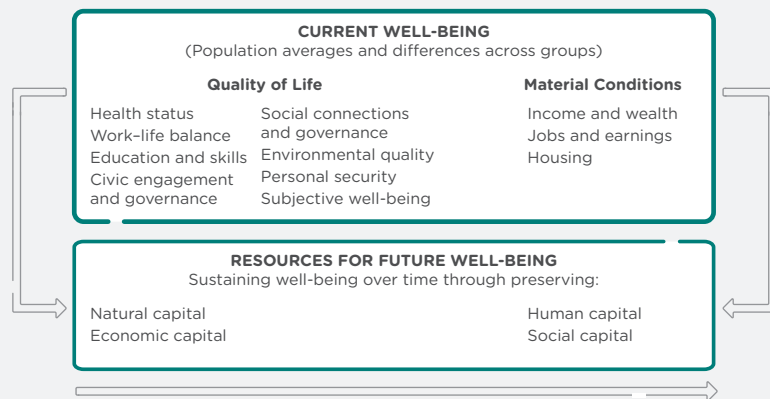 CURRENT WELL-BEING
(Population averages and differences across groups)
Quality of Life
Health status
Work–life balance
Education and skills
Civic engagement
and governance
Social connections
and governance
Environmental quality
Personal security
Subjective well-being
Material Conditions
Income and wealth
Jobs and earnings
Housing
RESOURCES FOR FUTURE WELL-BEING
Sustaining well-being over time through preserving:
Natural capital
Economic capital
Human capital
Social capital